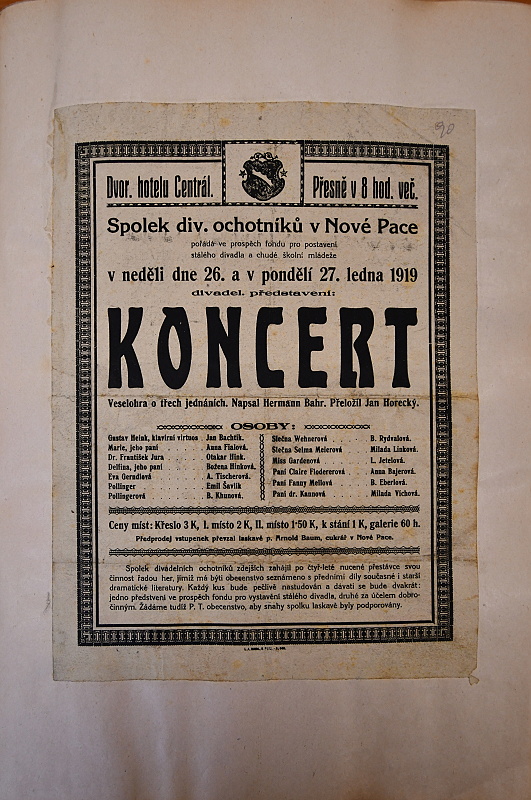 90
Dvor. hotelu Centrál.
Přesně v 8 hod. več.
Spolek div. ochotníků v Nové Pace
pořádá ve prospěch fondu pro postavení
stálého divadla a chudé školní mládeže
v neděli dne 26. a v pondělí 27. ledna 1919
divadel. představení:
KONCERT
Veselohra o třech jednáních. Napsal Hermann Bahr. Přeložil Jan Horecký.
OSOBY:
Gustav Heink, klavírní virtuos Jan Bachtík.
Marie, jeho paní . . . Anna Fialová.
Dr. František Jura . . . Otakar Hink.
Delfina, jeho paní . . . Božena Hinková.
Eva Gerndlová . . . A. Tischerová.
Pollinger . . . Emil Šavlík
Pollingerová . . . B. Khunová.
Slečna Wehnerová . . . B. Rydvalová.
Slečna Selma Meierová . . . Milada Linková.
Miss Gardenová . . . L. Jetelová.
Paní Claire Flodererová . . . Anna Bajerová.
Paní Fanny Mellová . . . B. Eberlová.
Paní dr. Kannová . . . Milada Víchová.
Ceny míst: Křeslo 3 K, I. místo 2 K, II. místo 1·50 K, k stání 1 K, galerie 60 h.
Předprodej vstupenek převzal laskavě p. Arnold Baum, cukrář v Nové Pace.
Spolek divadelních ochotníků zdejších zahájil po čtyř-leté nucené přestávce svou
činnost řadou her, jimiž má býti obecenstvo seznámeno s předními díly současné i starší
dramatické literatury. Každý kus bude pečlivě nastudován a dávati se bude dvakrát:
jedno představení ve prospěch fondu pro vystavění stálého divadla, druhé za účelem dobro-
činným. Žádáme tudíž P. T. obecenstvo, aby snahy spolku laskavě byly podporovány.